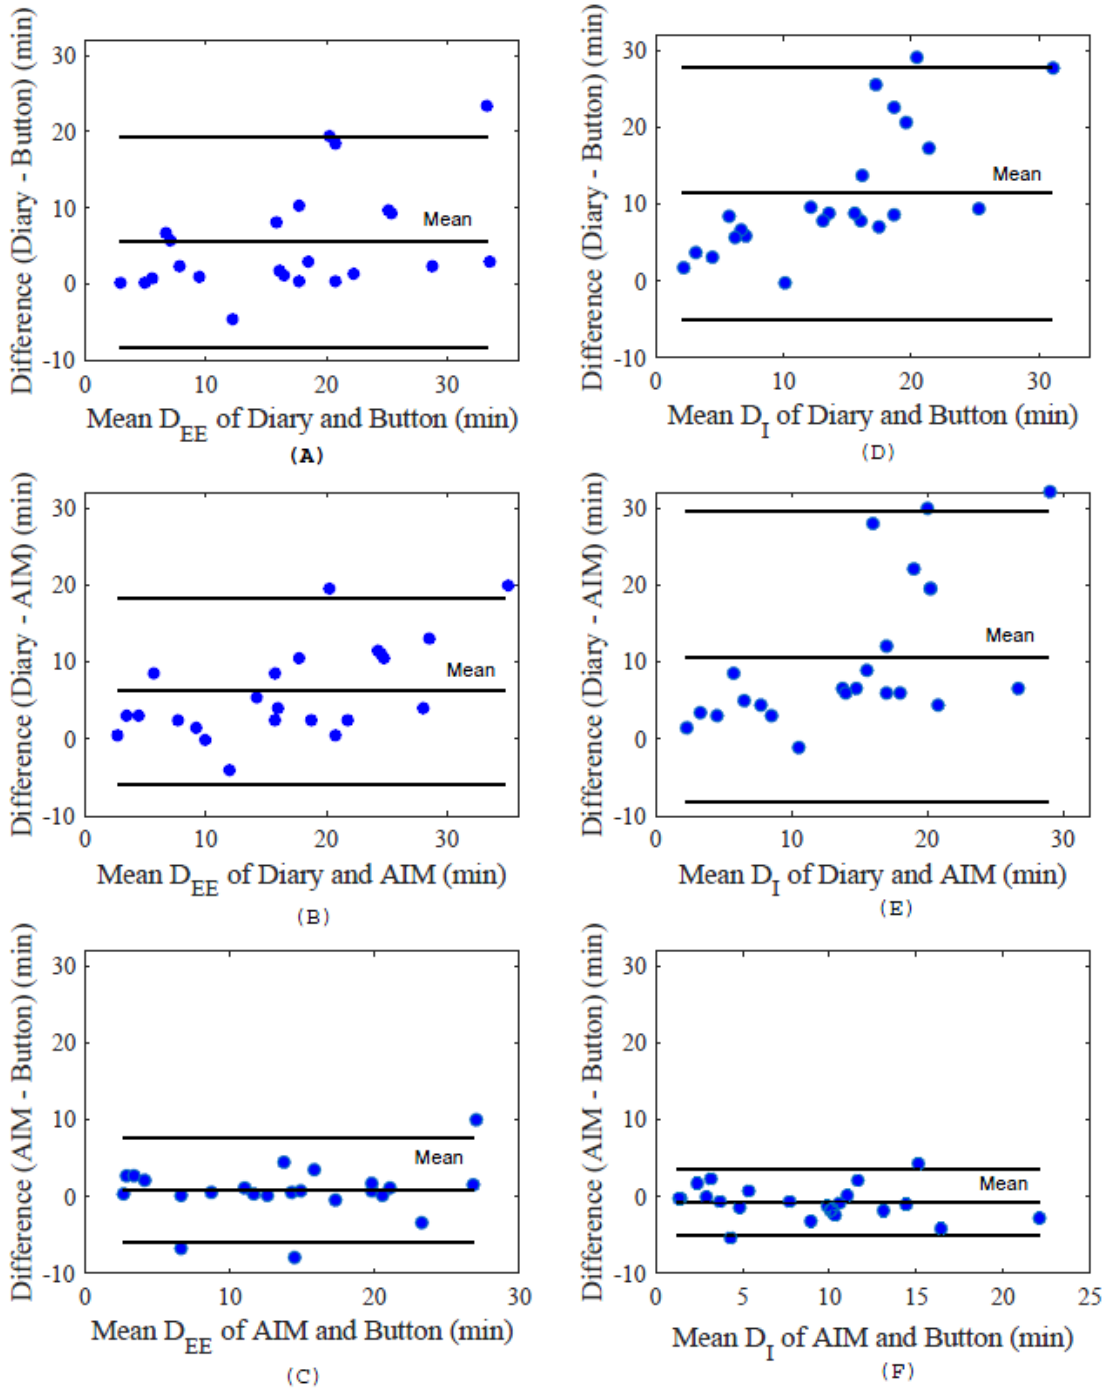 Difference (Diary - Button) (min)
30
20
10
0
-10
Mean
0 10 20 30
Mean D_EE of Diary and Button (min)
(A)
Difference (Diary - Button) (min)
30
20
10
0
-10
Mean
0 10 20 30
Mean D_I of Diary and Button (min)
(D)
Difference (Diary - AIM) (min)
30
20
10
0
-10
Mean
0 10 20 30
Mean D_EE of Diary and AIM (min)
(B)
Difference (Diary - AIM) (min)
30
20
10
0
-10
Mean
0 10 20 30
Mean D_I of Diary and AIM (min)
(E)
Difference (AIM - Button) (min)
30
20
10
0
-10
Mean
0 10 20 30
Mean D_EE of AIM and Button (min)
(C)
Difference (AIM - Button) (min)
30
20
10
0
-10
Mean
0 5 10 15 20 25
Mean D_I of AIM and Button (min)
(F)